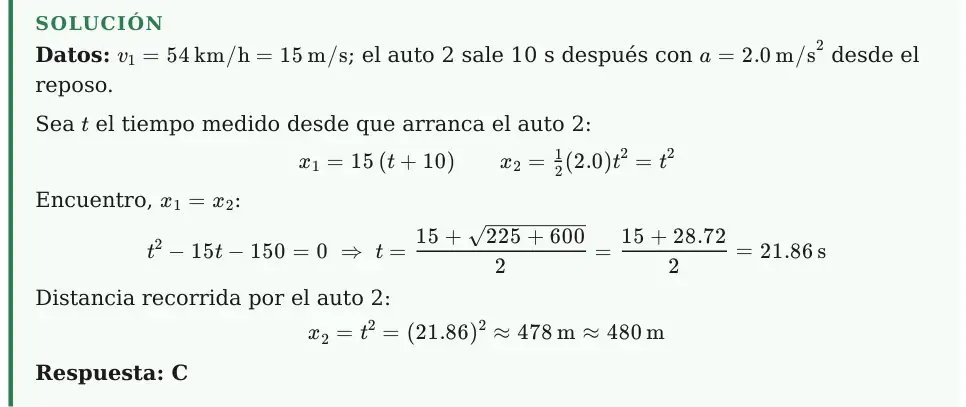 SOLUCIÓN
Datos: v₁ = 54 km/h = 15 m/s; el auto 2 sale 10 s después con a = 2.0 m/s² desde el
reposo.
Sea t el tiempo medido desde que arranca el auto 2:
x₁ = 15 (t + 10)  x₂ = ½(2.0)t² = t²
Encuentro, x₁ = x₂:
t² − 15t − 150 = 0 ⇒ t = (15 + √(225 + 600))/2 = (15 + 28.72)/2 = 21.86 s
Distancia recorrida por el auto 2:
x₂ = t² = (21.86)² ≈ 478 m ≈ 480 m
Respuesta: C